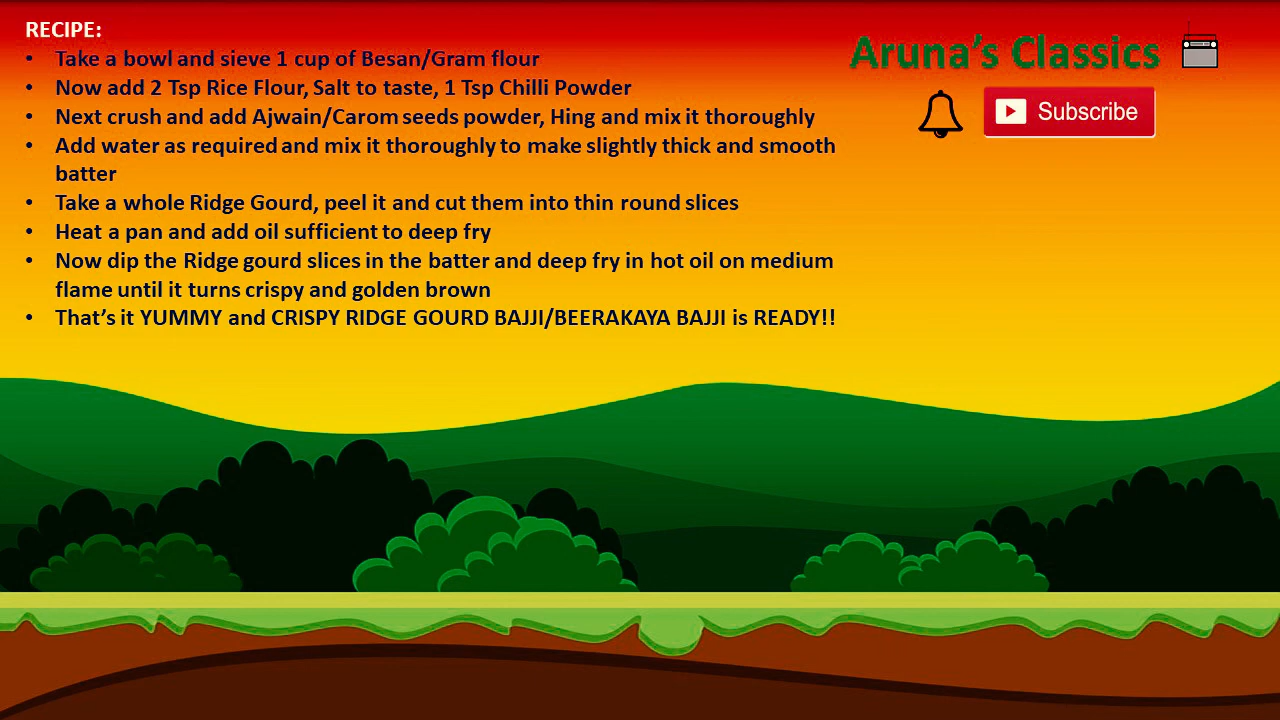 RECIPE:
• Take a bowl and sieve 1 cup of Besan/Gram flour
• Now add 2 Tsp Rice Flour, Salt to taste, 1 Tsp Chilli Powder
• Next crush and add Ajwain/Carom seeds powder, Hing and mix it thoroughly
• Add water as required and mix it thoroughly to make slightly thick and smooth
batter
• Take a whole Ridge Gourd, peel it and cut them into thin round slices
• Heat a pan and add oil sufficient to deep fry
• Now dip the Ridge gourd slices in the batter and deep fry in hot oil on medium
flame until it turns crispy and golden brown
• That's it YUMMY and CRISPY RIDGE GOURD BAJJI/BEERAKAYA BAJJI is READY!!
Aruna's Classics
Subscribe